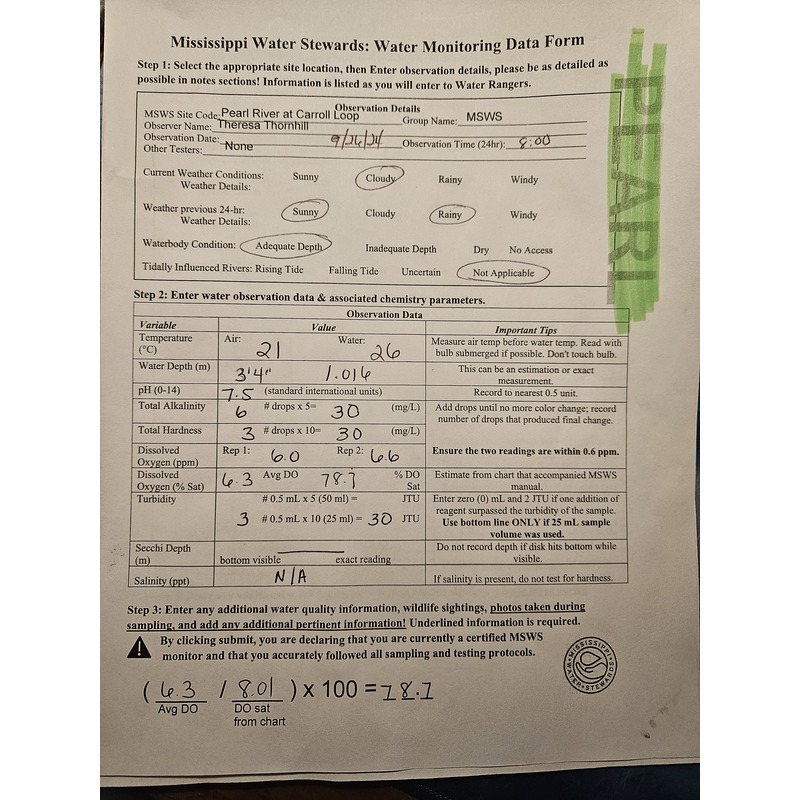 Mississippi Water Stewards: Water Monitoring Data Form
Step 1: Select the appropriate site location, then Enter observation details, please be as detailed as
possible in notes sections! Information is listed as you will enter to Water Rangers.
PEARL
Observation Details
MSWS Site Code: Pearl River at Carroll Loop Group Name: MSWS
Observer Name: Theresa Thornhill
Observation Date: 9/26/24 Observation Time (24hr): 8:00
Other Testers: None
Current Weather Conditions: Sunny Cloudy Rainy Windy
Weather Details:
Weather previous 24-hr: Sunny Cloudy Rainy Windy
Weather Details:
Waterbody Condition: Adequate Depth Inadequate Depth Dry No Access
Tidally Influenced Rivers: Rising Tide Falling Tide Uncertain Not Applicable
Step 2: Enter water observation data & associated chemistry parameters.
Observation Data
Variable Value Important Tips
Temperature Air: 21 Water: 26 Measure air temp before water temp. Read with
(°C) bulb submerged if possible. Don't touch bulb.
Water Depth (m) 3'4" 1.016 This can be an estimation or exact
measurement.
pH (0-14) 7.5 (standard international units) Record to nearest 0.5 unit.
Total Alkalinity 6 # drops x 5= 30 (mg/L) Add drops until no more color change; record
number of drops that produced final change.
Total Hardness 3 # drops x 10= 30 (mg/L)
Dissolved Rep 1: 6.0 Rep 2: 6.6 Ensure the two readings are within 0.6 ppm.
Oxygen (ppm)
Dissolved 6.3 Avg DO 78.7 % DO Estimate from chart that accompanied MSWS
Oxygen (% Sat) Sat manual.
Turbidity # 0.5 mL x 5 (50 ml) = JTU Enter zero (0) mL and 2 JTU if one addition of
reagent surpassed the turbidity of the sample.
3 # 0.5 mL x 10 (25 ml) = 30 JTU Use bottom line ONLY if 25 mL sample
volume was used.
Secchi Depth Do not record depth if disk hits bottom while
(m) bottom visible exact reading visible.
Salinity (ppt) N/A If salinity is present, do not test for hardness.
Step 3: Enter any additional water quality information, wildlife sightings, photos taken during
sampling, and add any additional pertinent information! Underlined information is required.
By clicking submit, you are declaring that you are currently a certified MSWS
monitor and that you accurately followed all sampling and testing protocols.
MISSISSIPPI WATER STEWARDS
( 6.3 / 8.01 ) x 100 = 78.7
Avg DO DO sat
from chart